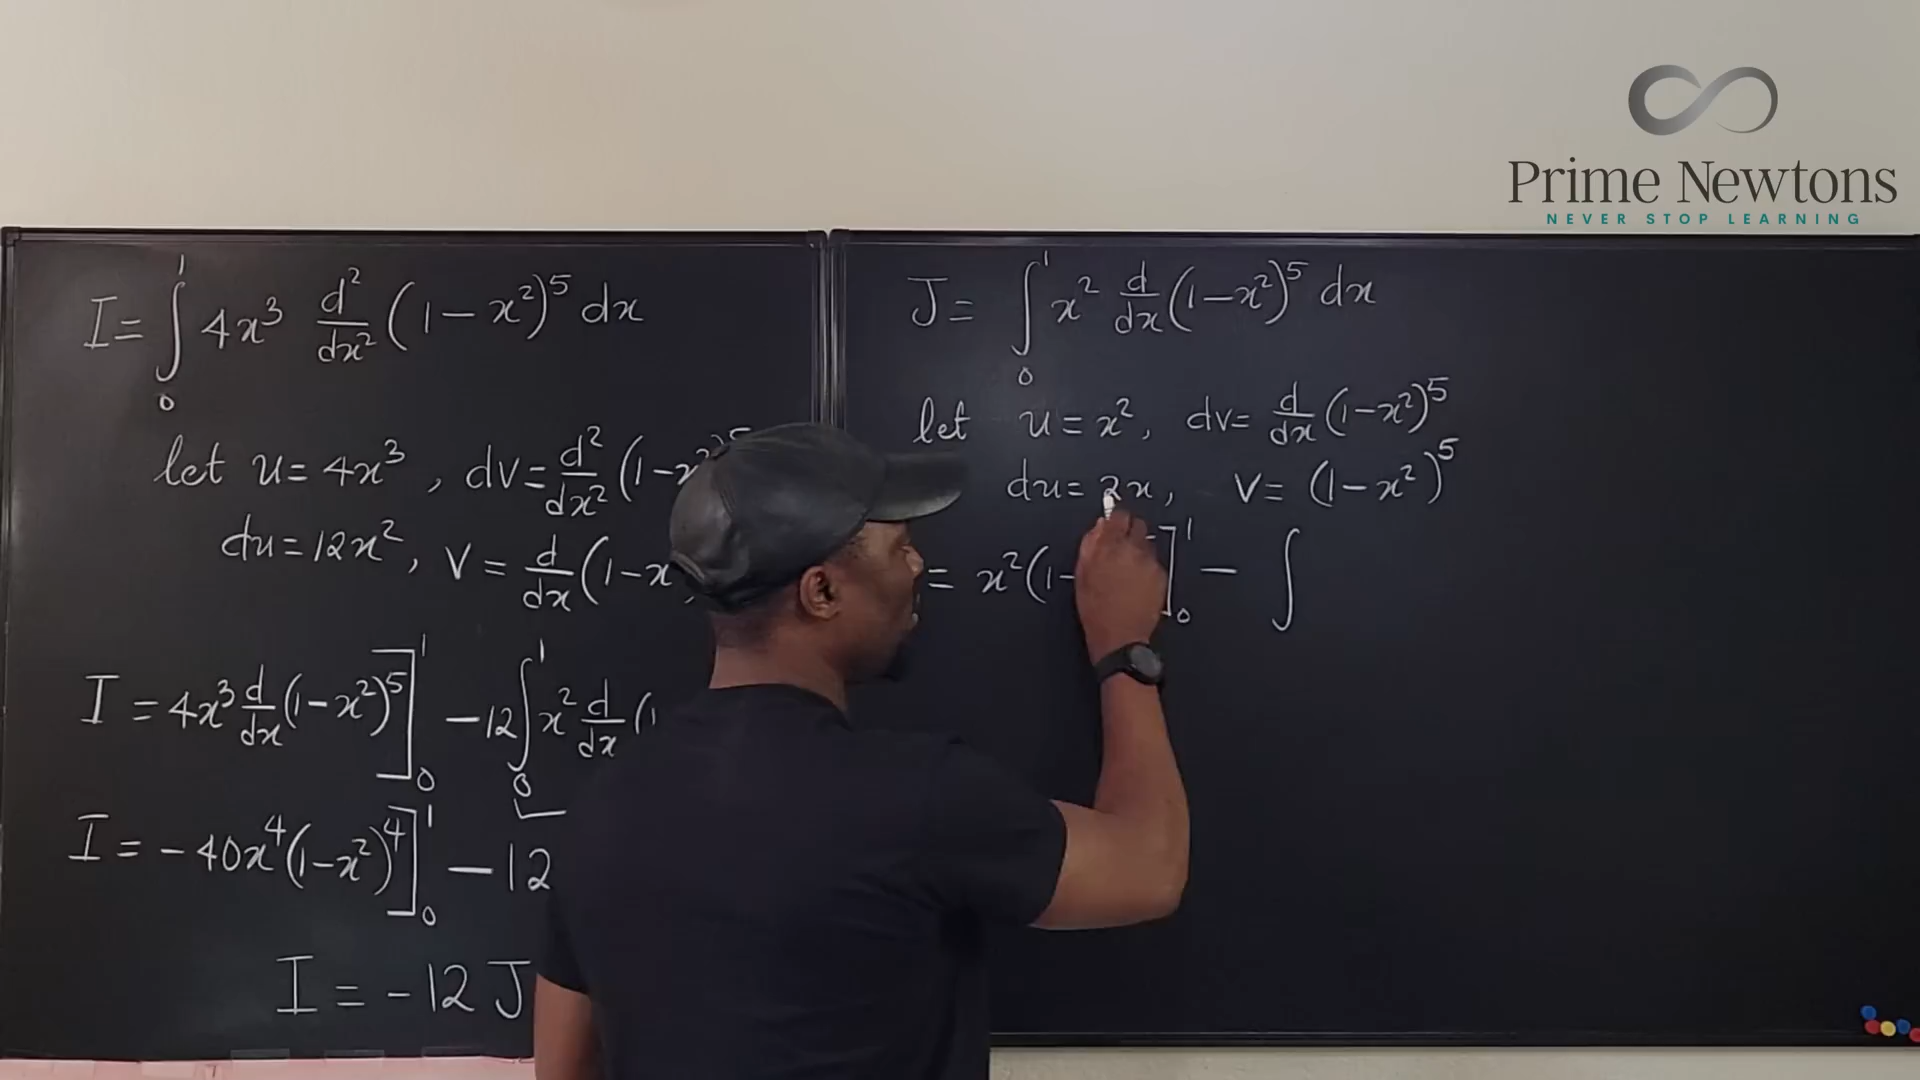 Prime Newtons
NEVER STOP LEARNING
I = ∫₀¹ 4x³ d²/dx² (1 - x²)⁵ dx
let u = 4x³, dv = d²/dx² (1 - x²)⁵
du = 12x², v = d/dx (1 - x
I = 4x³ d/dx (1 - x²)⁵]₀¹ - 12 ∫₀¹ x² d/dx (1
I = - 40x⁴ (1 - x²)⁴]₀¹ - 12
I = - 12 J
J = ∫₀¹ x² d/dx (1 - x²)⁵ dx
let u = x², dv = d/dx (1 - x²)⁵
du = 2x, v = (1 - x²)⁵
= x² (1 - ]₀¹ - ∫